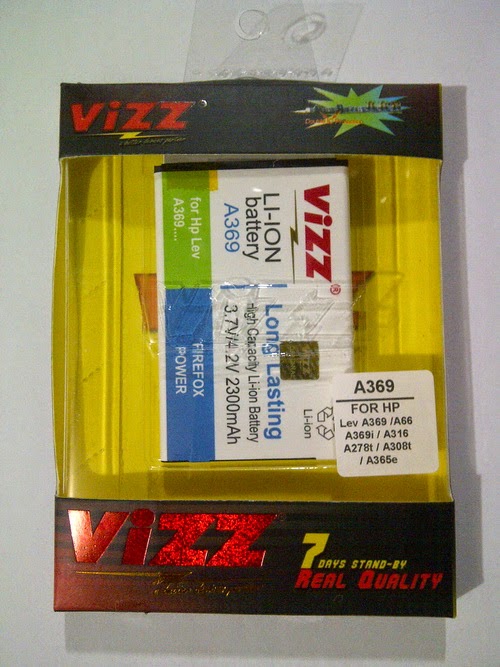 ViZZ
ViZZ®
LI-ION
battery
A369
for Hp Lev
A369....
Long Lasting
High Capacity Li-ion Battery
3.7V/4.2V 2300mAh
FIREFOX
POWER
Li-ion
A369
FOR HP
Lev A369 /A66
A369i / A316
A278t / A308t
/ A365e
ViZZ
7
DAYS STAND-BY
REAL QUALITY